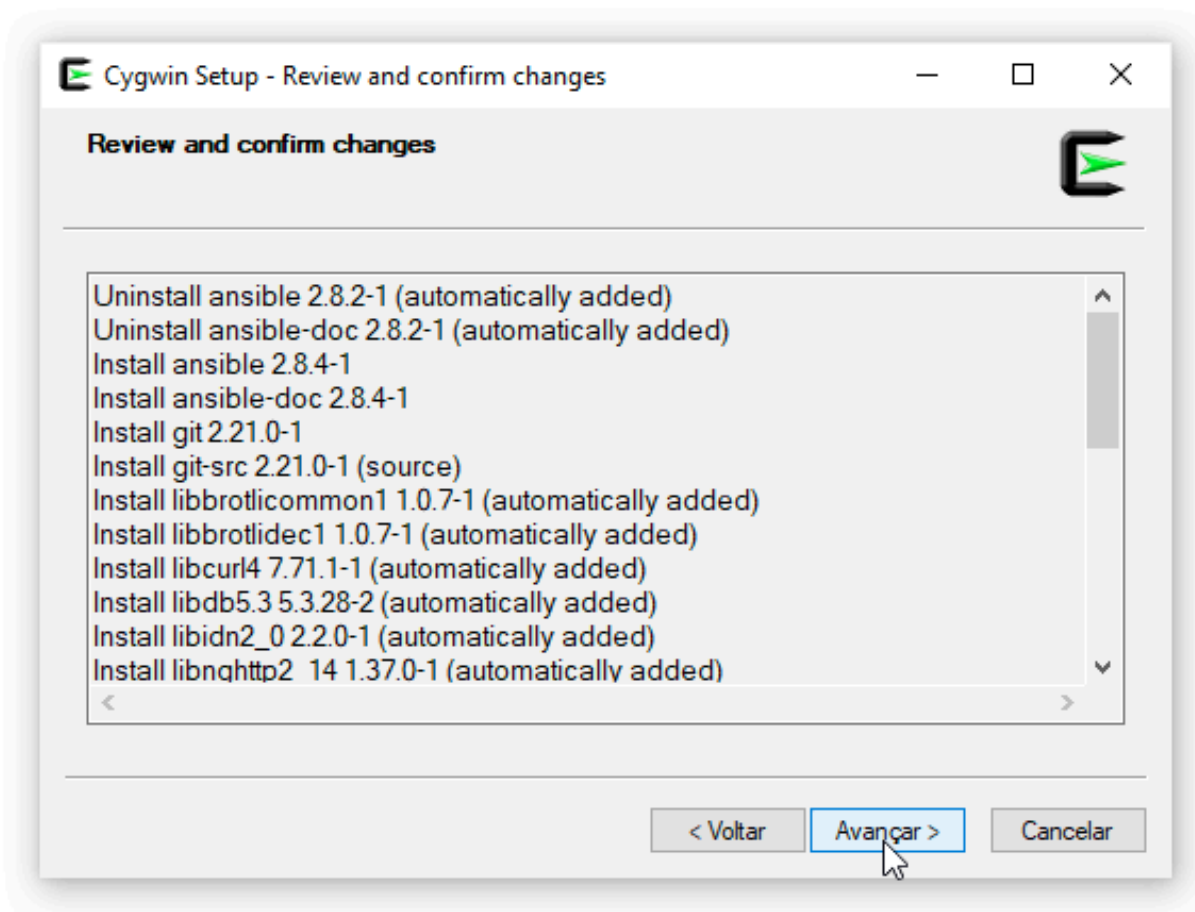 Cygwin Setup - Review and confirm changes
Review and confirm changes
Uninstall ansible 2.8.2-1 (automatically added)
Uninstall ansible-doc 2.8.2-1 (automatically added)
Install ansible 2.8.4-1
Install ansible-doc 2.8.4-1
Install git 2.21.0-1
Install git-src 2.21.0-1 (source)
Install libbrotlicommon1 1.0.7-1 (automatically added)
Install libbrotlidec1 1.0.7-1 (automatically added)
Install libcurl4 7.71.1-1 (automatically added)
Install libdb5.3 5.3.28-2 (automatically added)
Install libidn2_0 2.2.0-1 (automatically added)
Install libnghttp2_14 1.37.0-1 (automatically added)
< Voltar Avançar > Cancelar